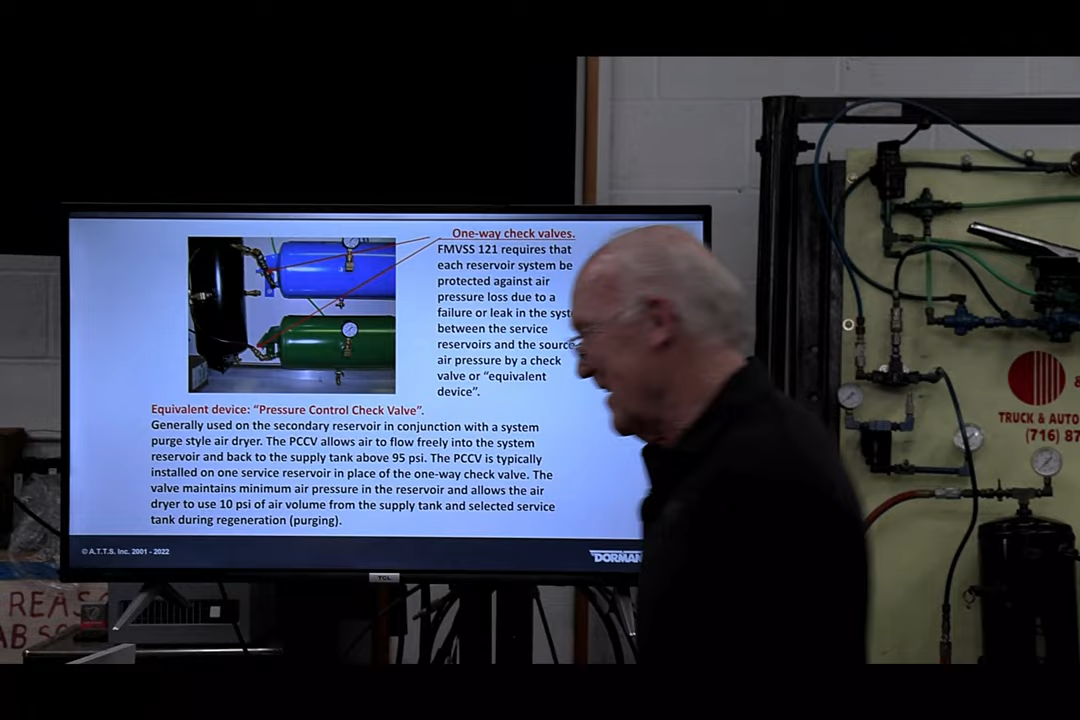 One-way check valves.
FMVSS 121 requires that
each reservoir system be
protected against air
pressure loss due to a
failure or leak in the syst
between the service
reservoirs and the source
air pressure by a check
valve or “equivalent
device”.
Equivalent device: “Pressure Control Check Valve”.
Generally used on the secondary reservoir in conjunction with a system
purge style air dryer. The PCCV allows air to flow freely into the system
reservoir and back to the supply tank above 95 psi. The PCCV is typically
installed on one service reservoir in place of the one-way check valve. The
valve maintains minimum air pressure in the reservoir and allows the air
dryer to use 10 psi of air volume from the supply tank and selected service
tank during regeneration (purging).
© A.T.T.S. Inc. 2001 - 2022
DORMAN
TCL
&
TRUCK & AUTO
(716) 87
REAS
AB SO